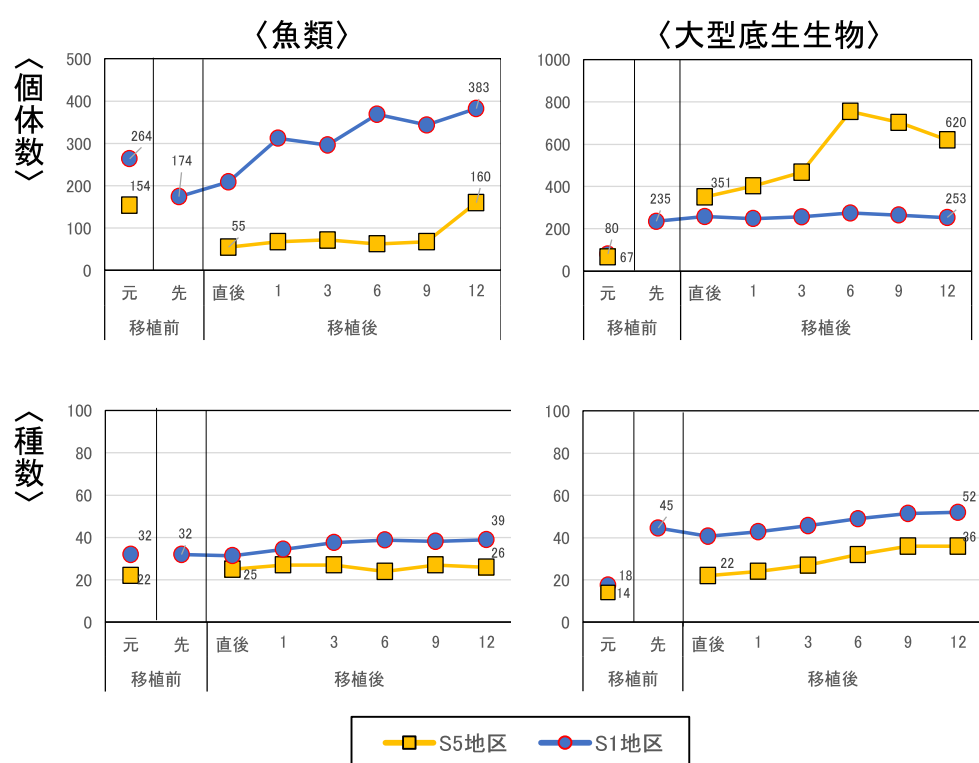 〈魚類〉
〈大型底生生物〉
〈個体数〉
500
400
300
200
100
0
264
154
174
55
383
160
元
先
直後
1
3
6
9
12
移植前
移植後
1000
800
600
400
200
0
80
67
235
351
620
253
元
先
直後
1
3
6
9
12
移植前
移植後
〈種数〉
100
80
60
40
20
0
32
22
32
25
39
26
元
先
直後
1
3
6
9
12
移植前
移植後
100
80
60
40
20
0
18
14
45
22
52
36
元
先
直後
1
3
6
9
12
移植前
移植後
S5地区
S1地区